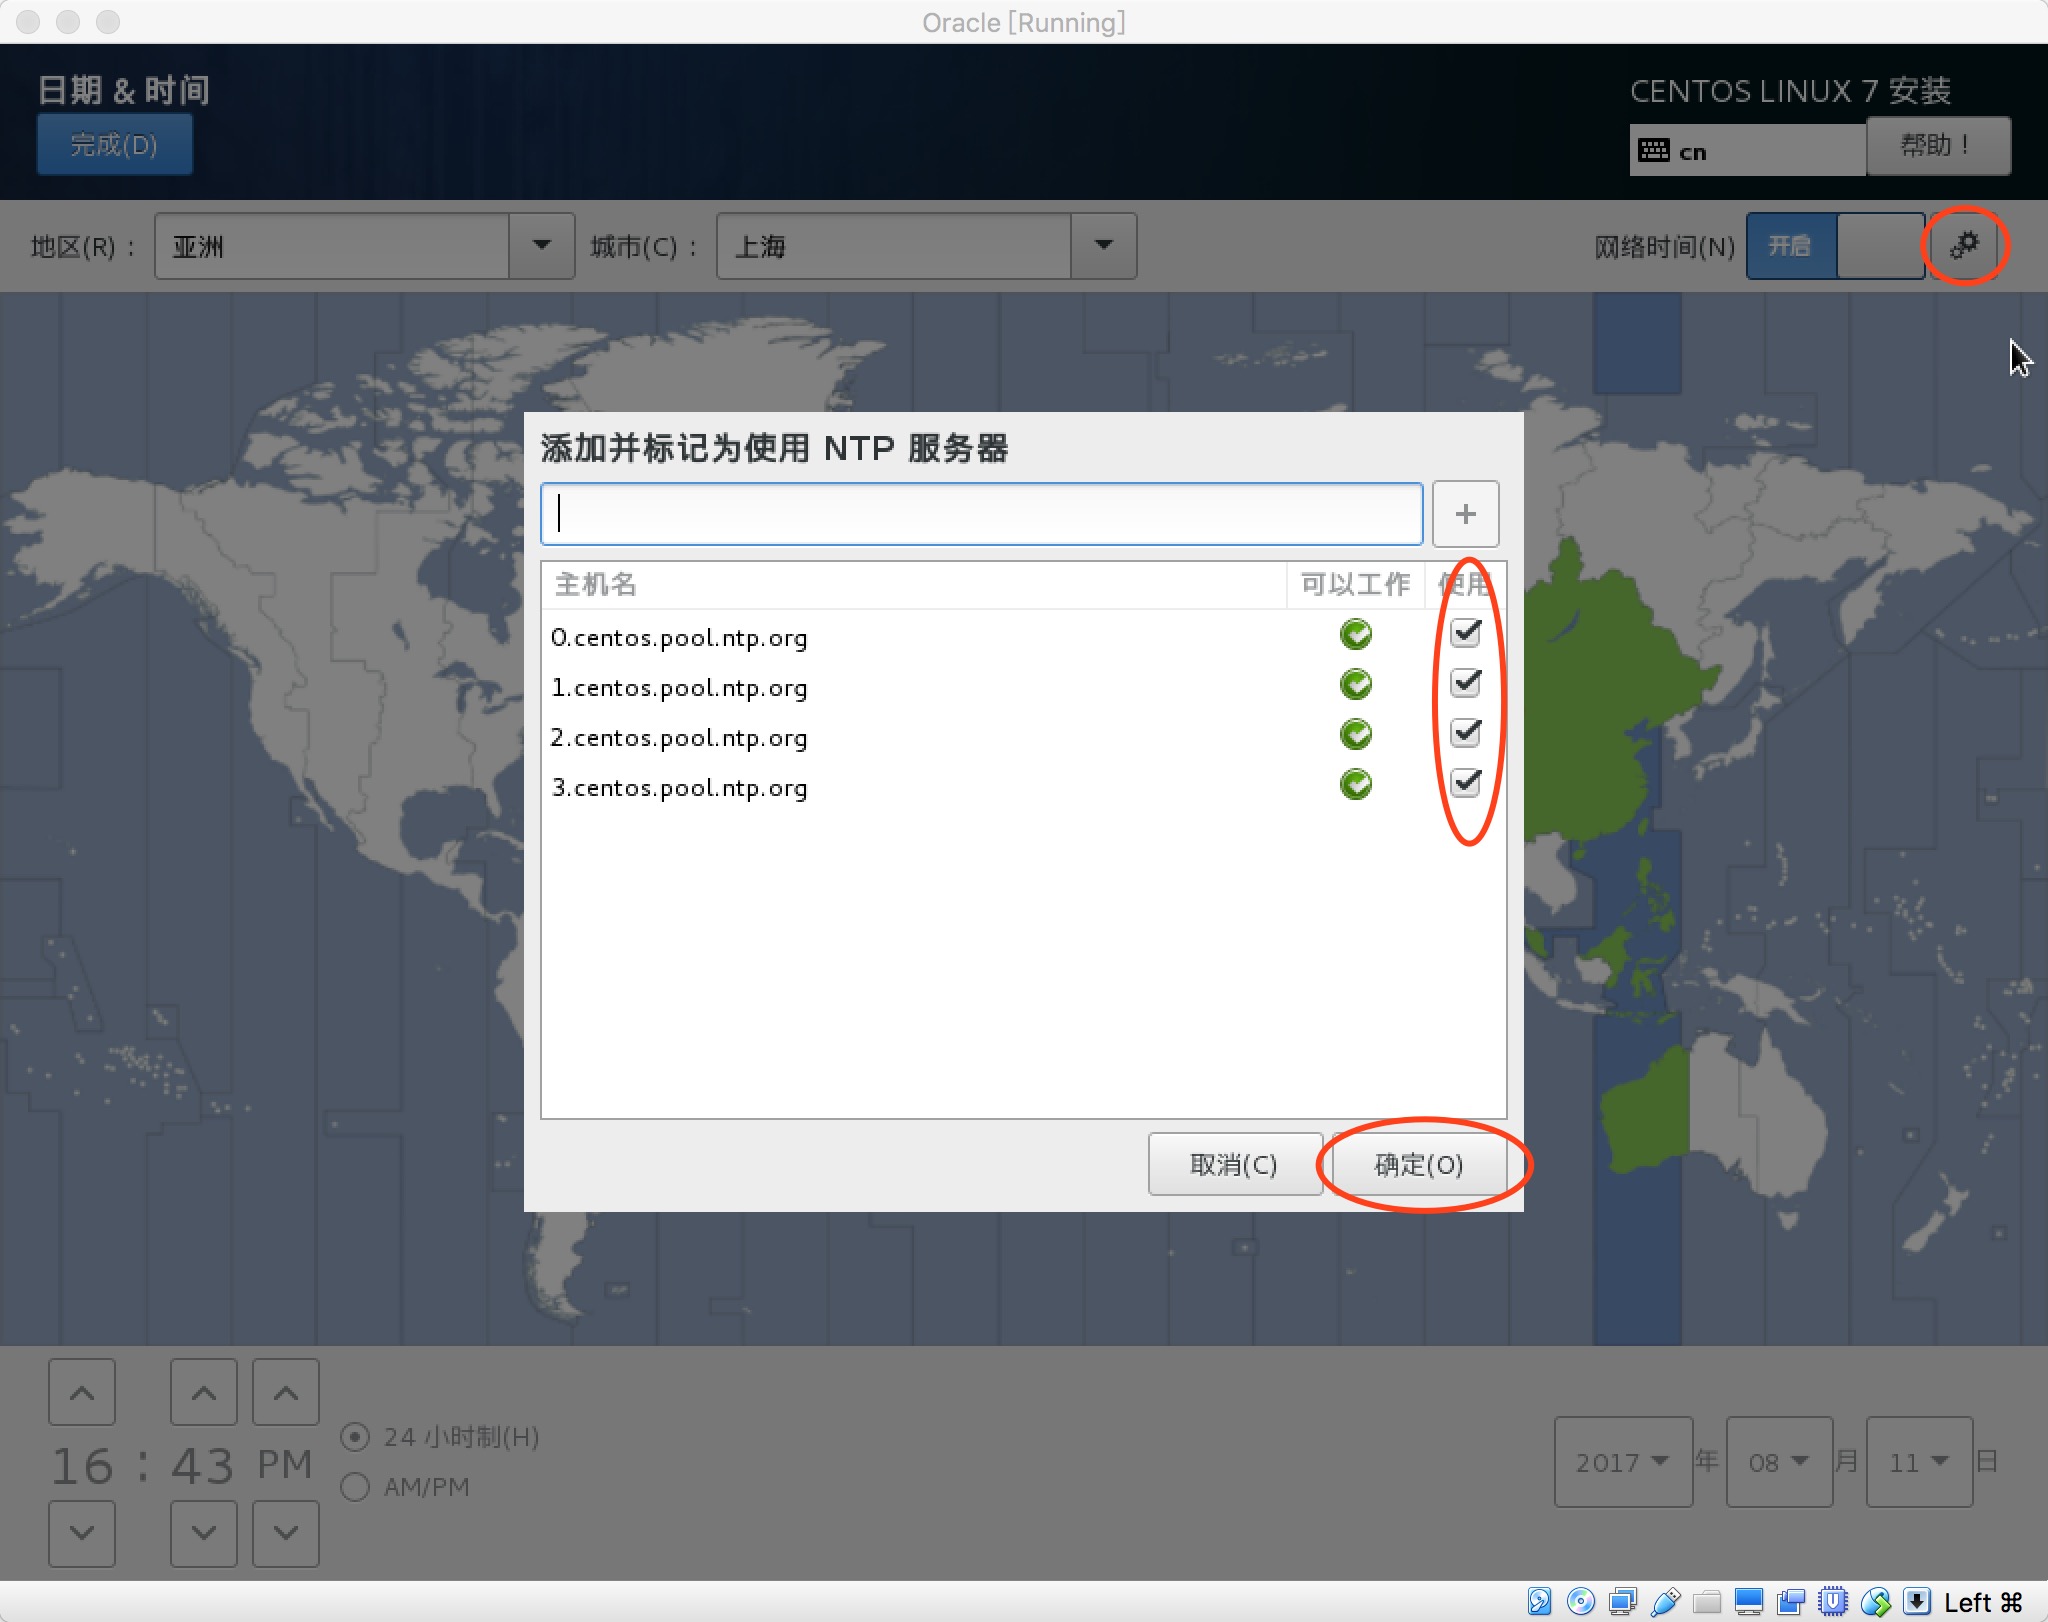 Oracle [Running]
日期 & 时间
CENTOS LINUX 7 安装
完成(D)
cn
帮助！
地区(R)：
亚洲
城市(C)：
上海
网络时间(N)
开启
添加并标记为使用 NTP 服务器
+
主机名 可以工作 使用
0.centos.pool.ntp.org
1.centos.pool.ntp.org
2.centos.pool.ntp.org
3.centos.pool.ntp.org
取消(C)
确定(O)
16 : 43 PM
24 小时制(H)
AM/PM
2017 年 08 月 11 日
Left ⌘